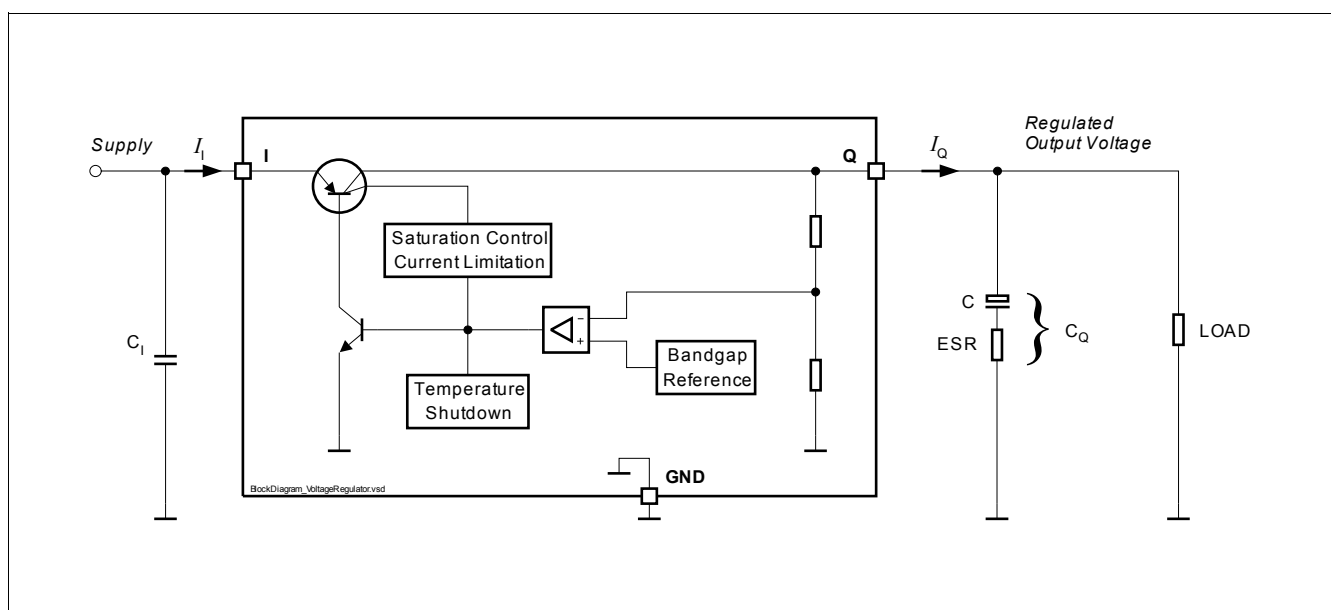 Supply
I_I
I
Q
I_Q
Regulated
Output Voltage
Saturation Control
Current Limitation
C_I
Temperature
Shutdown
−
+
Bandgap
Reference
C
ESR
C_Q
LOAD
GND
BlockDiagram_VoltageRegulator.vsd